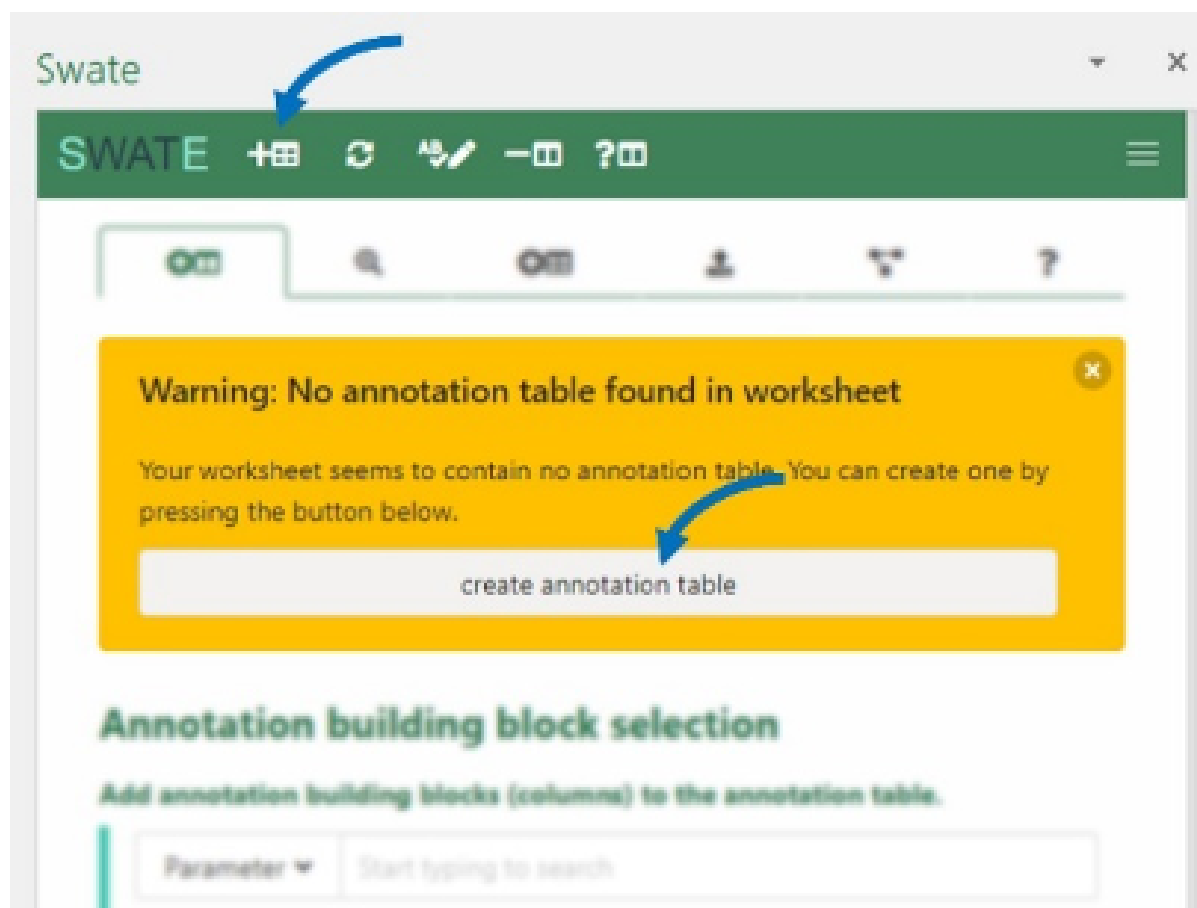 Swate
SWATE
Warning: No annotation table found in worksheet
Your worksheet seems to contain no annotation table. You can create one by
pressing the button below.
create annotation table
Annotation building block selection
Add annotation building blocks (columns) to the annotation table.
Parameter Start typing to search